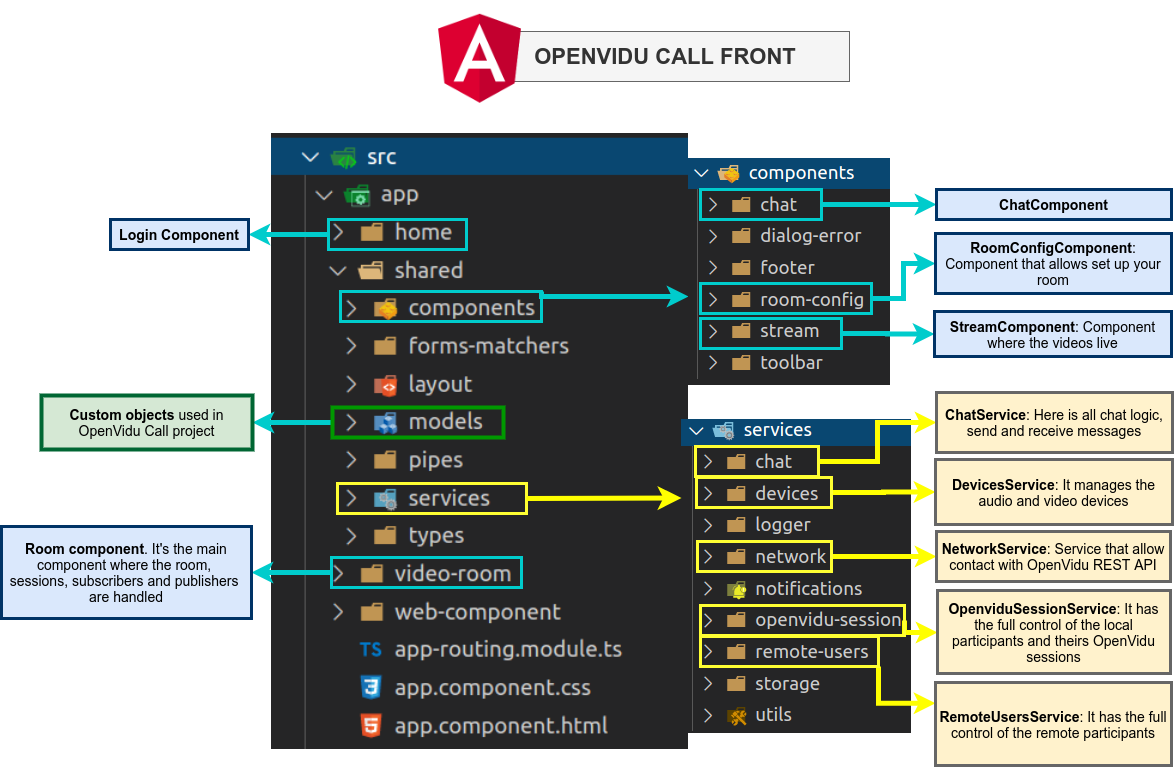 OPENVIDU CALL FRONT
src
app
home
shared
components
forms-matchers
layout
models
pipes
services
types
video-room
web-component
TS app-routing.module.ts
3 app.component.css
5 app.component.html
Login Component
Custom objects used in
OpenVidu Call project
Room component. It's the main
component where the room,
sessions, subscribers and publishers
are handled
components
chat
dialog-error
footer
room-config
stream
toolbar
ChatComponent
RoomConfigComponent:
Component that allows set up your
room
StreamComponent: Component
where the videos live
services
chat
devices
logger
network
notifications
openvidu-session
remote-users
storage
utils
ChatService: Here is all chat logic,
send and receive messages
DevicesService: It manages the
audio and video devices
NetworkService: Service that allow
contact with OpenVidu REST API
OpenviduSessionService: It has
the full control of the local
participants and theirs OpenVidu
sessions
RemoteUsersService: It has the full
control of the remote participants